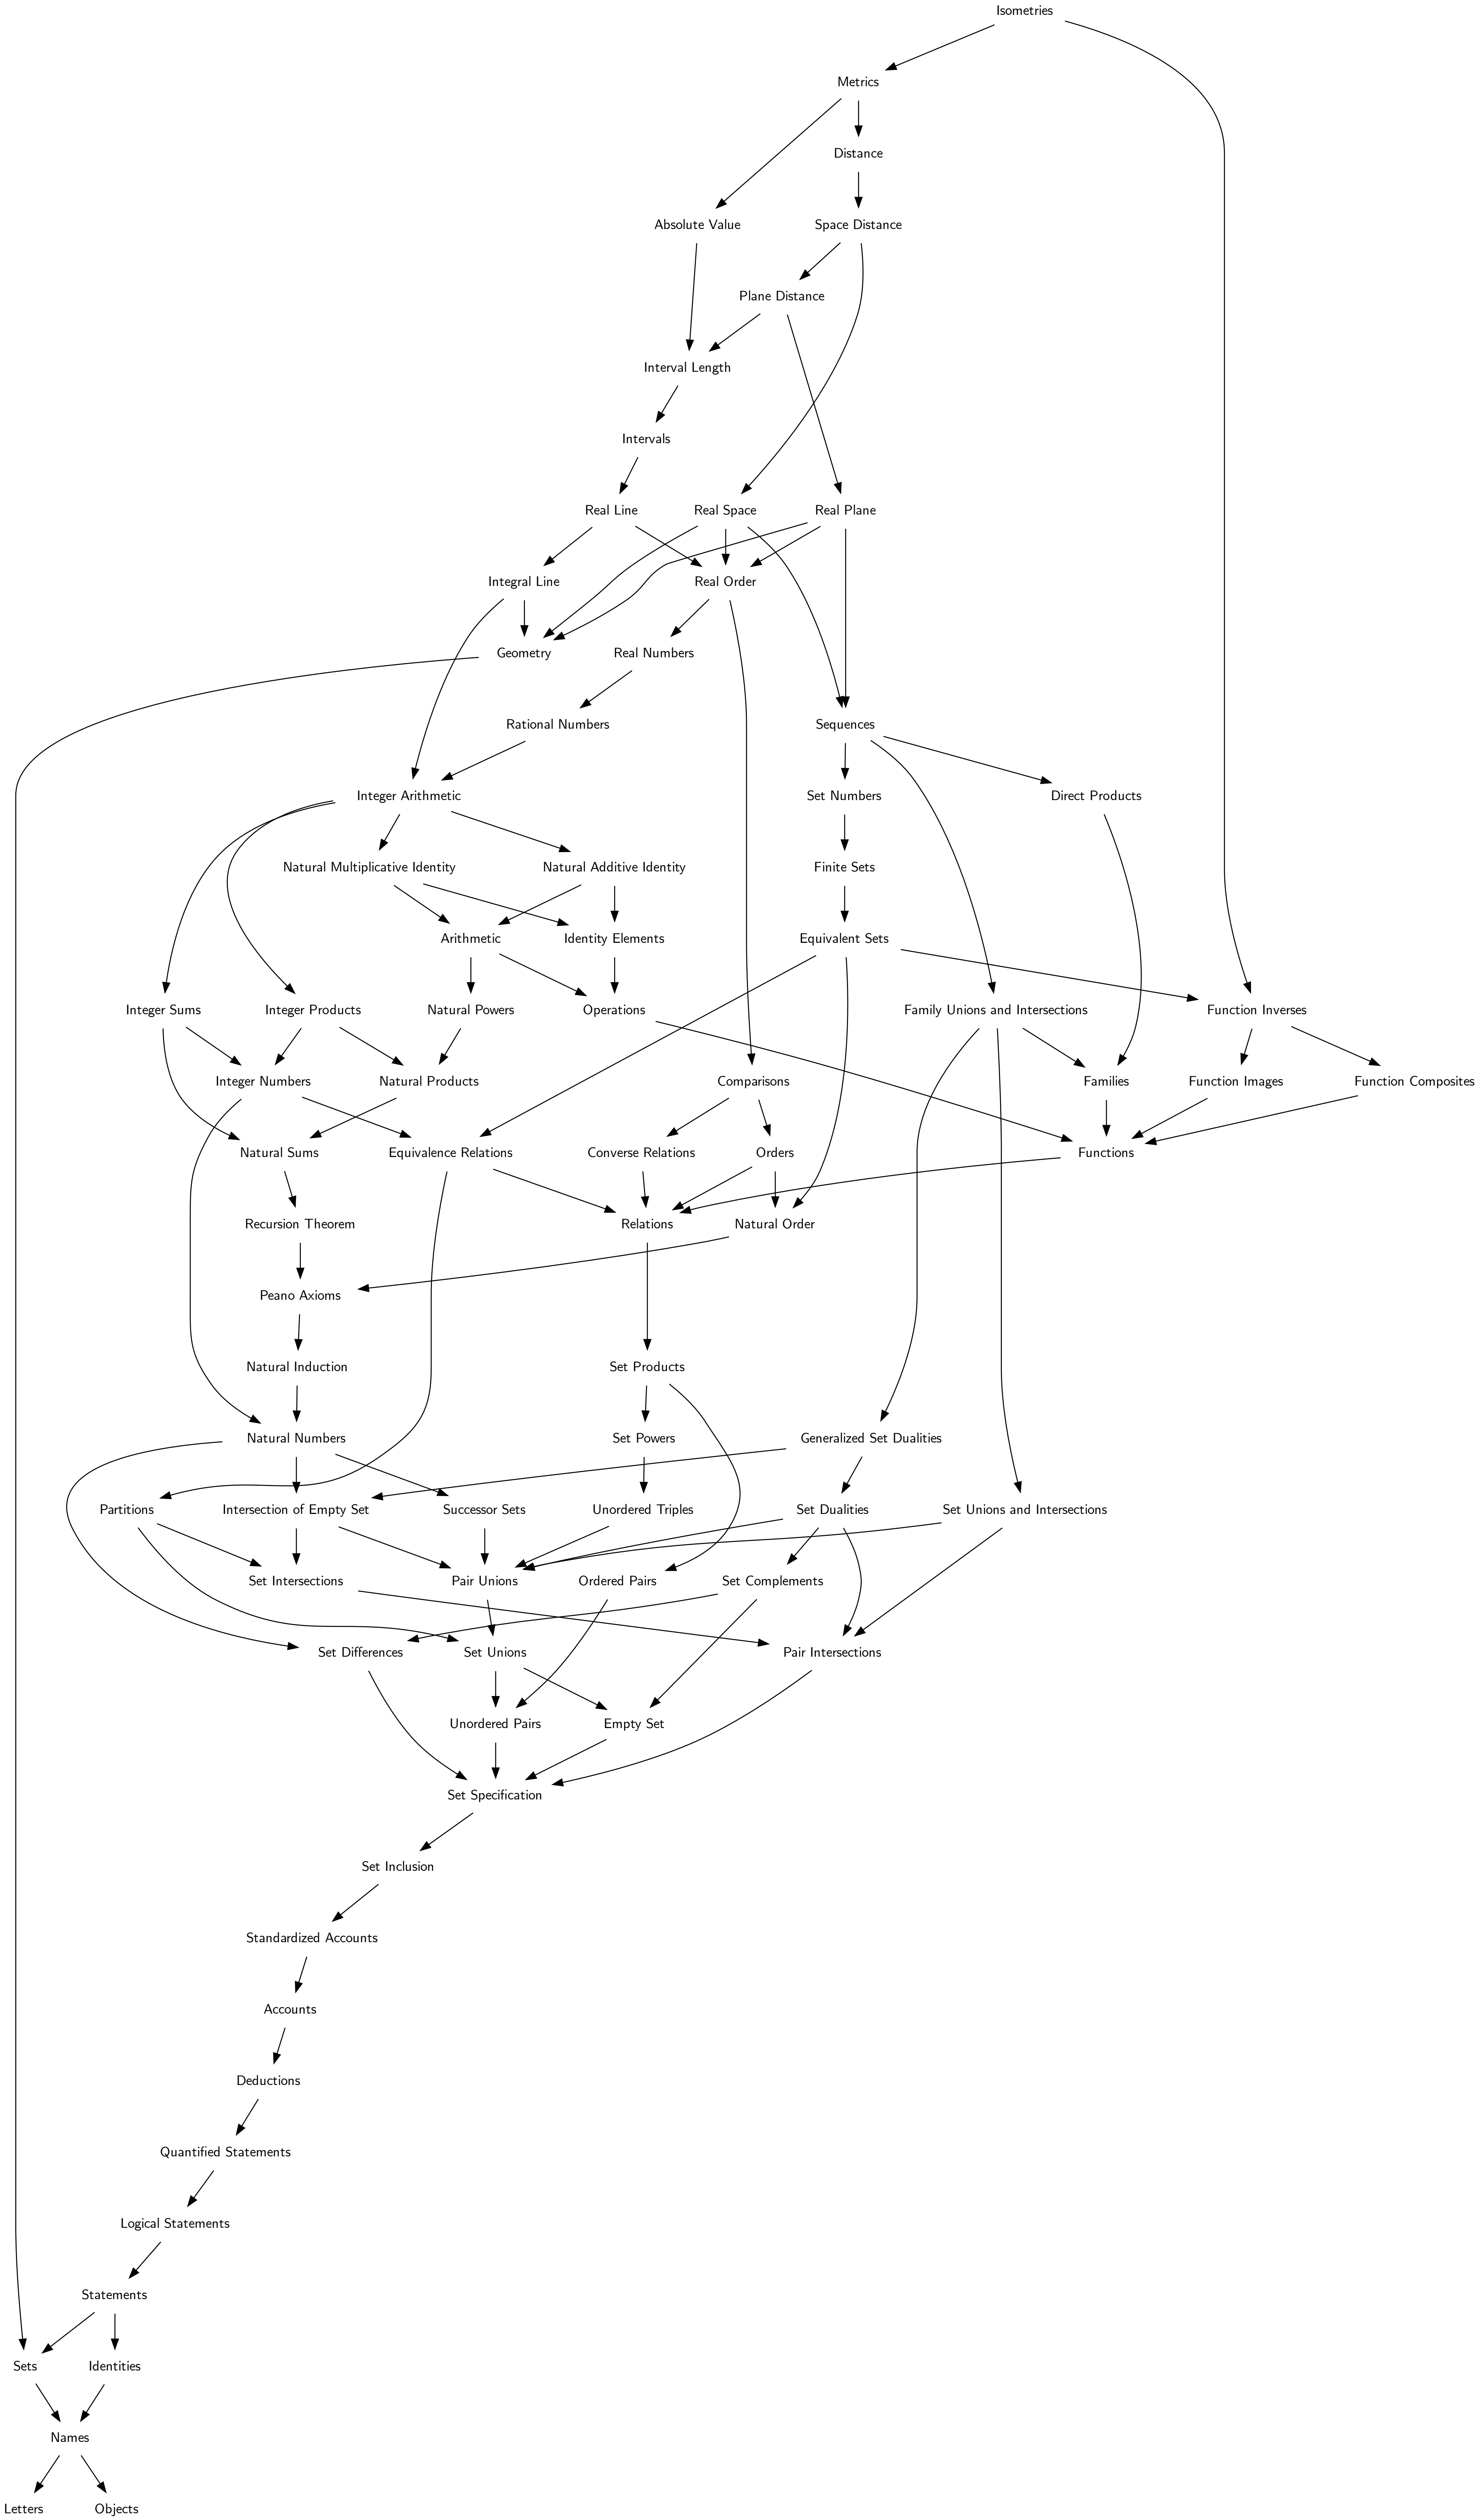 Isometries
Metrics
Distance
Absolute Value
Space Distance
Plane Distance
Interval Length
Intervals
Real Line
Real Space
Real Plane
Integral Line
Real Order
Geometry
Real Numbers
Rational Numbers
Sequences
Integer Arithmetic
Set Numbers
Direct Products
Natural Multiplicative Identity
Natural Additive Identity
Finite Sets
Arithmetic
Identity Elements
Equivalent Sets
Integer Sums
Integer Products
Natural Powers
Operations
Family Unions and Intersections
Function Inverses
Integer Numbers
Natural Products
Comparisons
Families
Function Images
Function Composites
Natural Sums
Equivalence Relations
Converse Relations
Orders
Functions
Recursion Theorem
Relations
Natural Order
Peano Axioms
Natural Induction
Set Products
Natural Numbers
Set Powers
Generalized Set Dualities
Partitions
Intersection of Empty Set
Successor Sets
Unordered Triples
Set Dualities
Set Unions and Intersections
Set Intersections
Pair Unions
Ordered Pairs
Set Complements
Set Differences
Set Unions
Pair Intersections
Unordered Pairs
Empty Set
Set Specification
Set Inclusion
Standardized Accounts
Accounts
Deductions
Quantified Statements
Logical Statements
Statements
Sets
Identities
Names
Letters
Objects